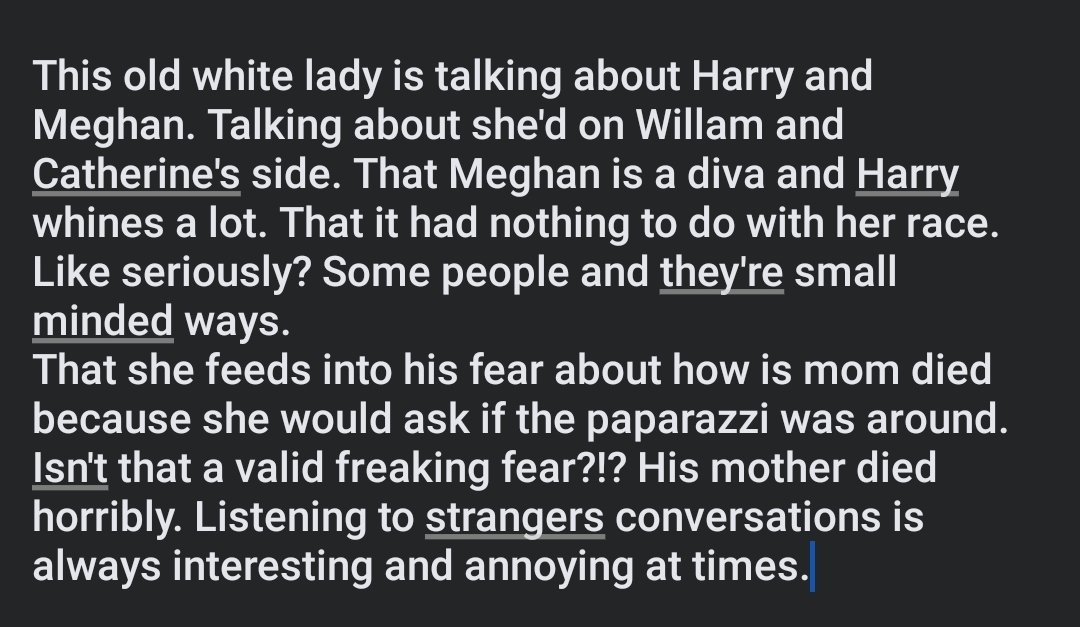 This old white lady is talking about Harry and
Meghan. Talking about she'd on Willam and
Catherine's side. That Meghan is a diva and Harry
whines a lot. That it had nothing to do with her race.
Like seriously? Some people and they're small
minded ways.
That she feeds into his fear about how is mom died
because she would ask if the paparazzi was around.
Isn't that a valid freaking fear?!? His mother died
horribly. Listening to strangers conversations is
always interesting and annoying at times.